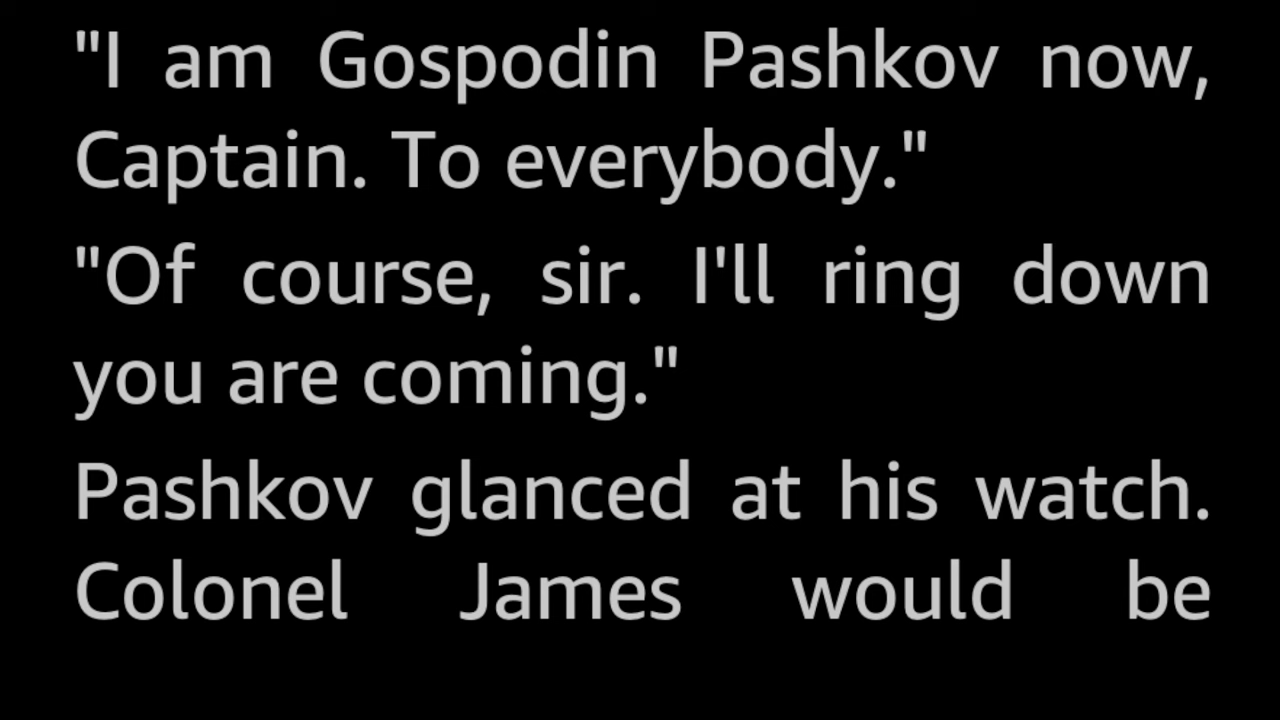 "I am Gospodin Pashkov now,
Captain. To everybody."
"Of course, sir. I'll ring down
you are coming."
Pashkov glanced at his watch.
Colonel James would be